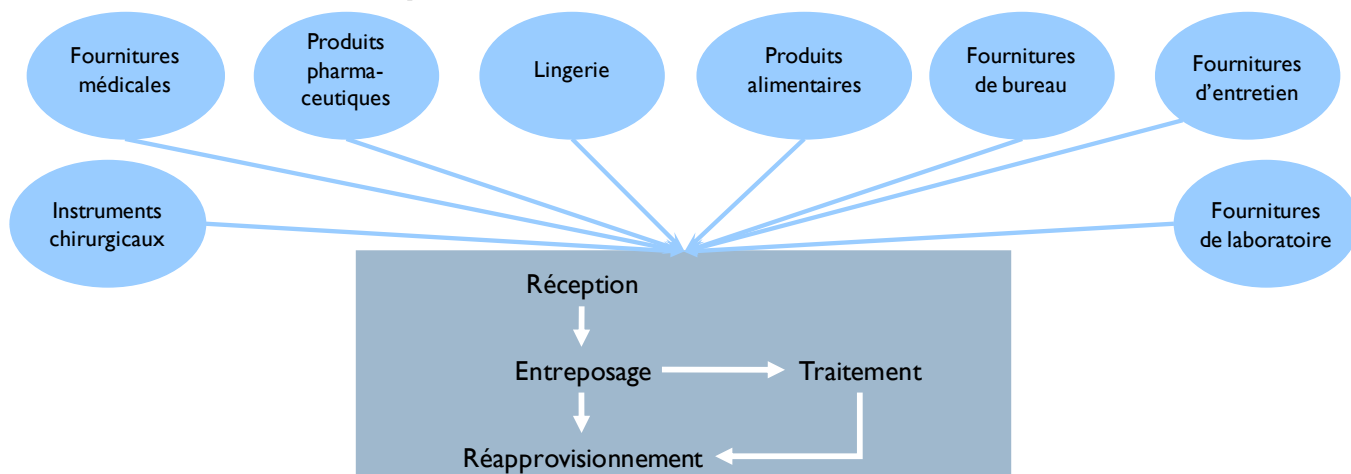 Fournitures
médicales
Produits
pharma-
ceutiques
Lingerie
Produits
alimentaires
Fournitures
de bureau
Fournitures
d'entretien
Instruments
chirurgicaux
Fournitures
de laboratoire
Réception
Entreposage
Traitement
Réapprovisionnement